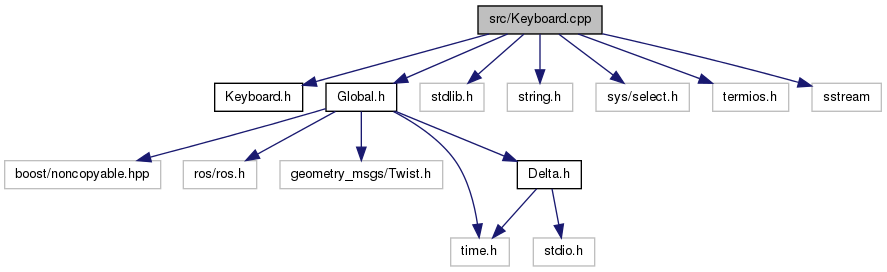 src/Keyboard.cpp
Keyboard.h
Global.h
stdlib.h
string.h
sys/select.h
termios.h
sstream
boost/noncopyable.hpp
ros/ros.h
geometry_msgs/Twist.h
Delta.h
time.h
stdio.h